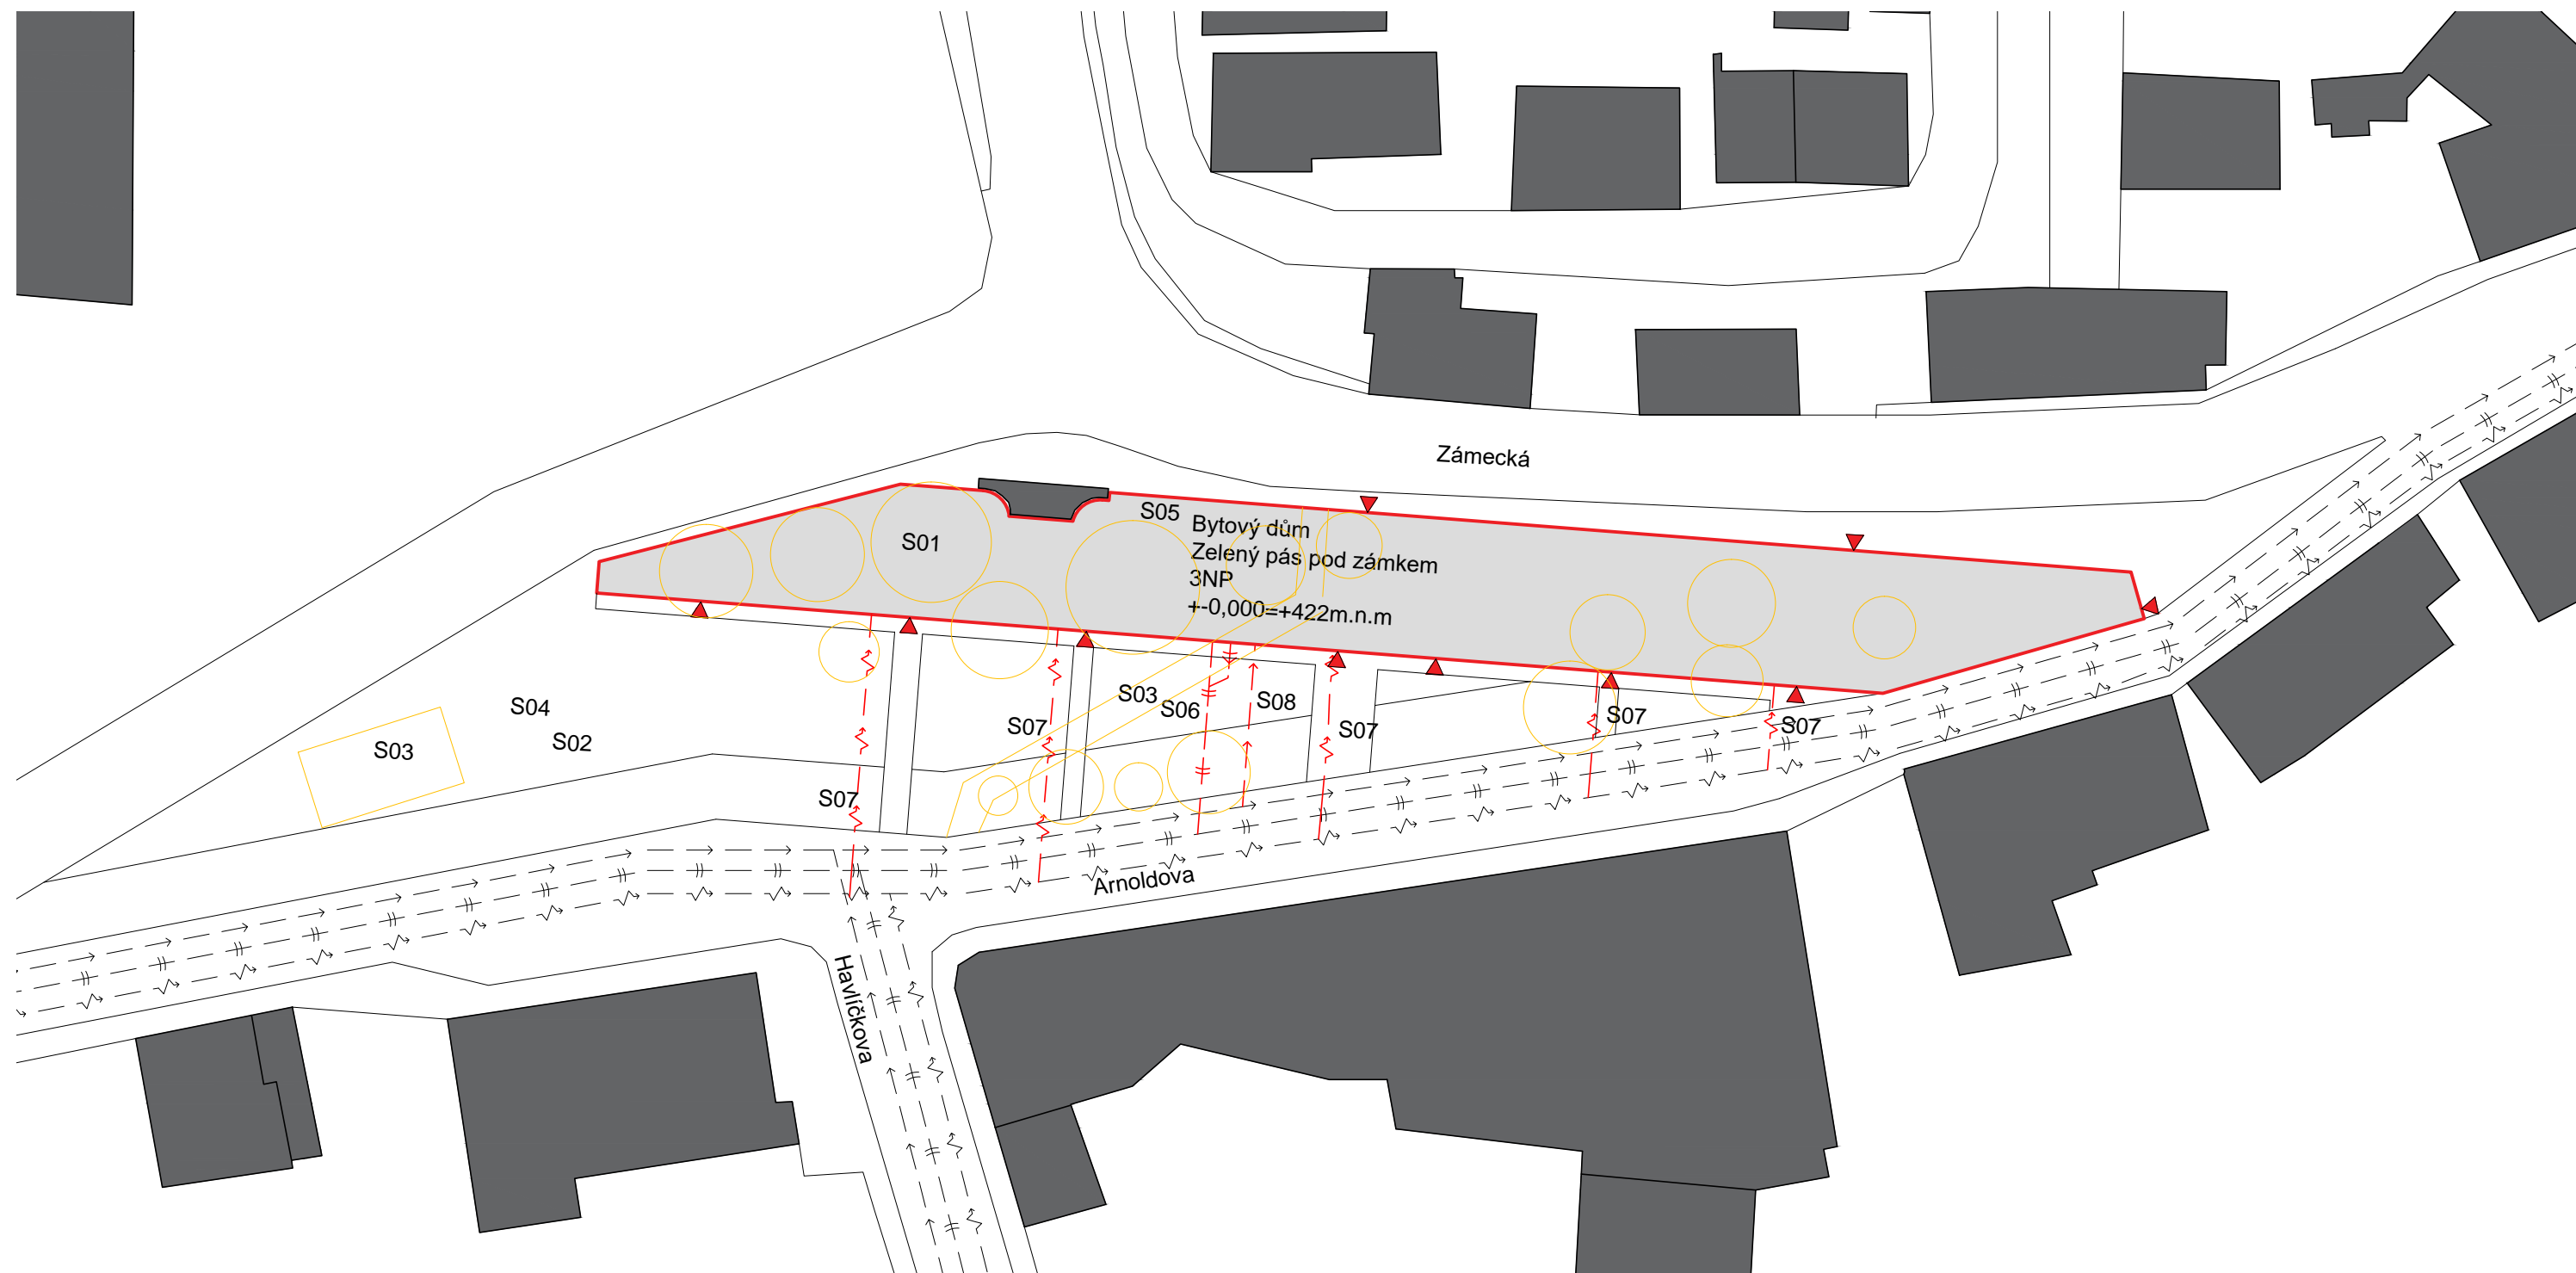 Zámecká
S05
Bytový dům
Zelený pás pod zámkem
3NP
+-0,000=+422m.n.m
S01
S04
S02
S03
S03
S06
S08
S07
S07
S07
S07
S07
Arnoldova
Havlíčkova